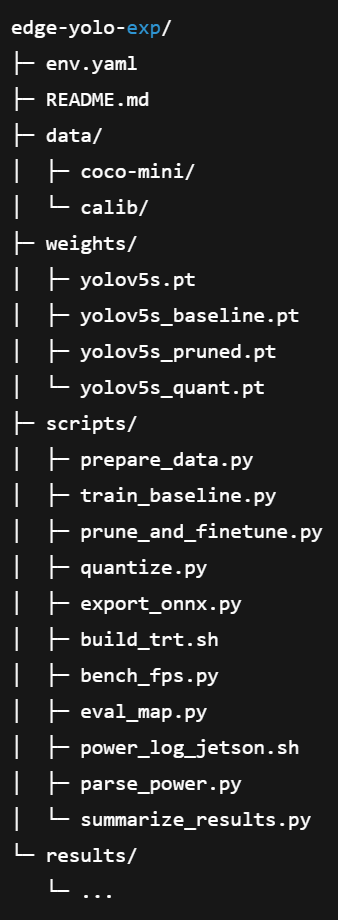 edge-yolo-exp/
├─ env.yaml
├─ README.md
├─ data/
│  ├─ coco-mini/
│  └─ calib/
├─ weights/
│  ├─ yolov5s.pt
│  ├─ yolov5s_baseline.pt
│  ├─ yolov5s_pruned.pt
│  └─ yolov5s_quant.pt
├─ scripts/
│  ├─ prepare_data.py
│  ├─ train_baseline.py
│  ├─ prune_and_finetune.py
│  ├─ quantize.py
│  ├─ export_onnx.py
│  ├─ build_trt.sh
│  ├─ bench_fps.py
│  ├─ eval_map.py
│  ├─ power_log_jetson.sh
│  ├─ parse_power.py
│  └─ summarize_results.py
└─ results/
   └─ ...